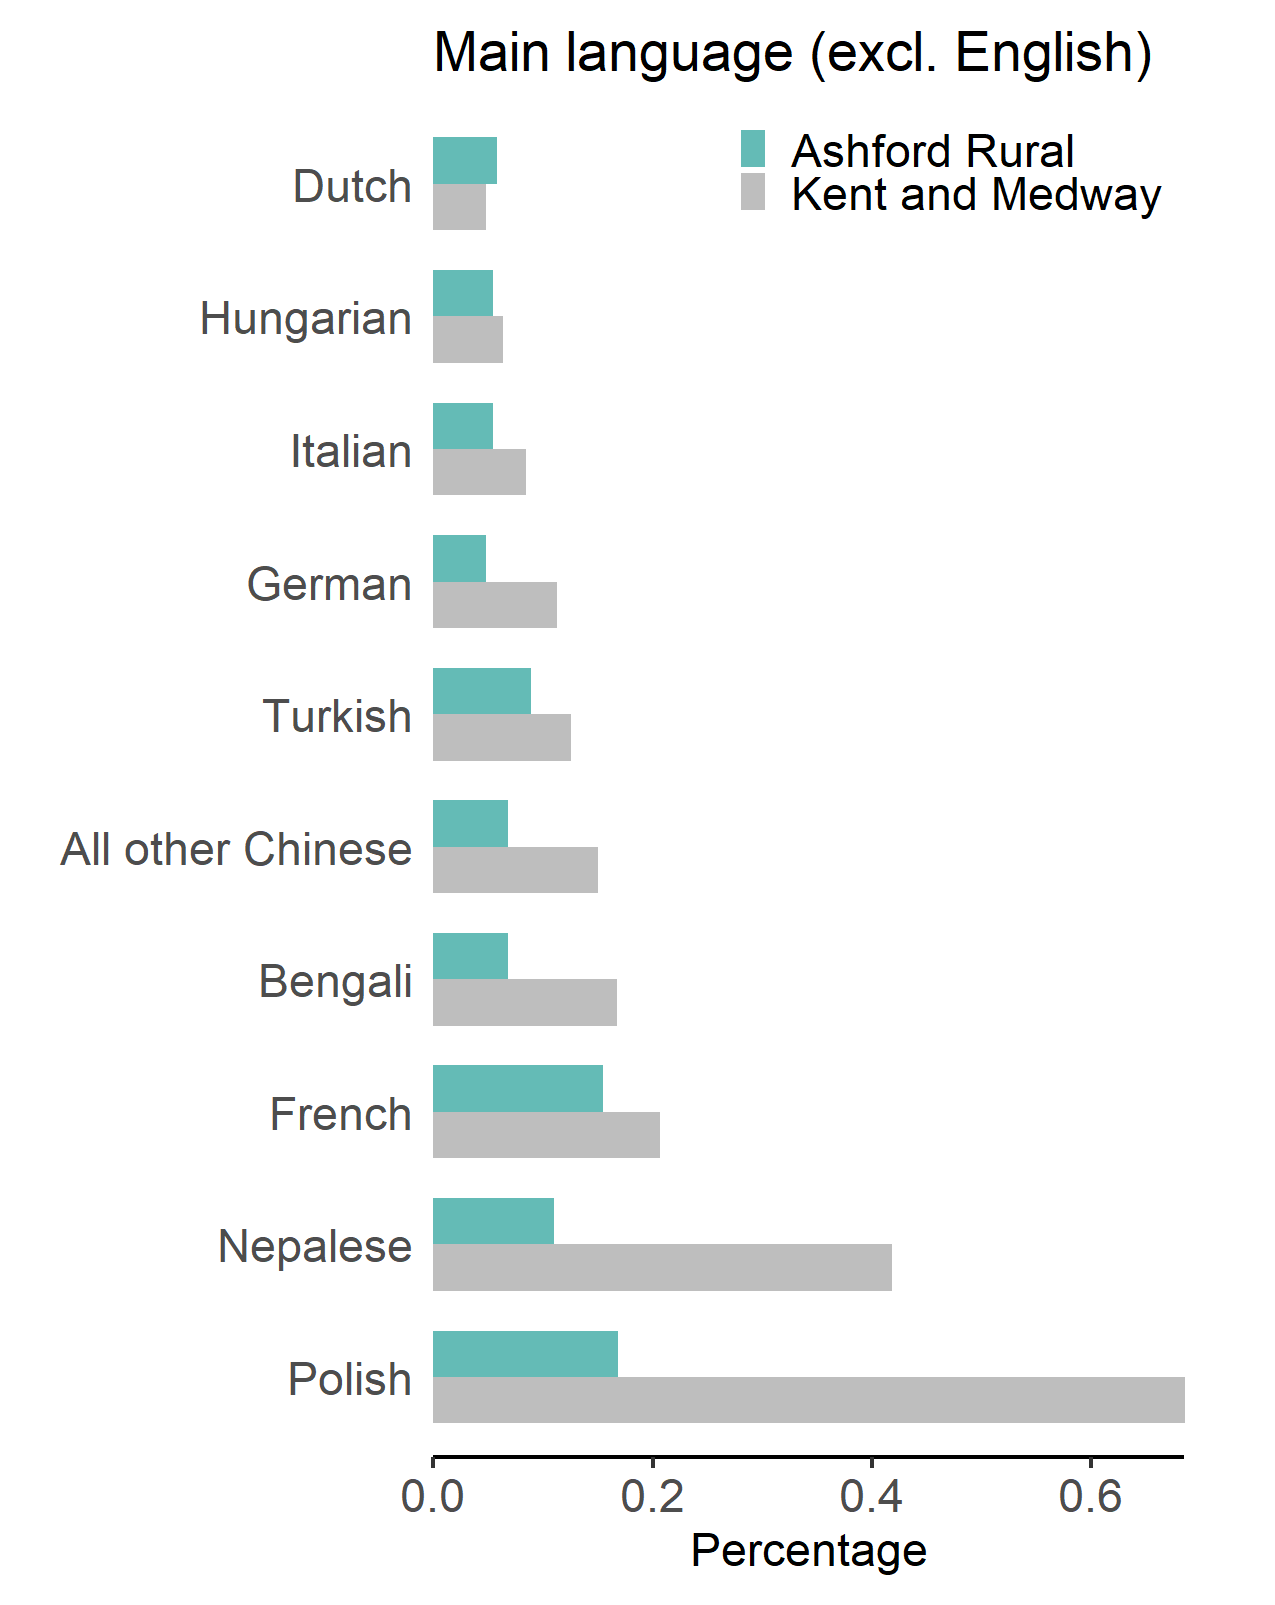 Main language (excl. English)
Ashford Rural
Kent and Medway
Dutch
Hungarian
Italian
German
Turkish
All other Chinese
Bengali
French
Nepalese
Polish
0.0 0.2 0.4 0.6
Percentage